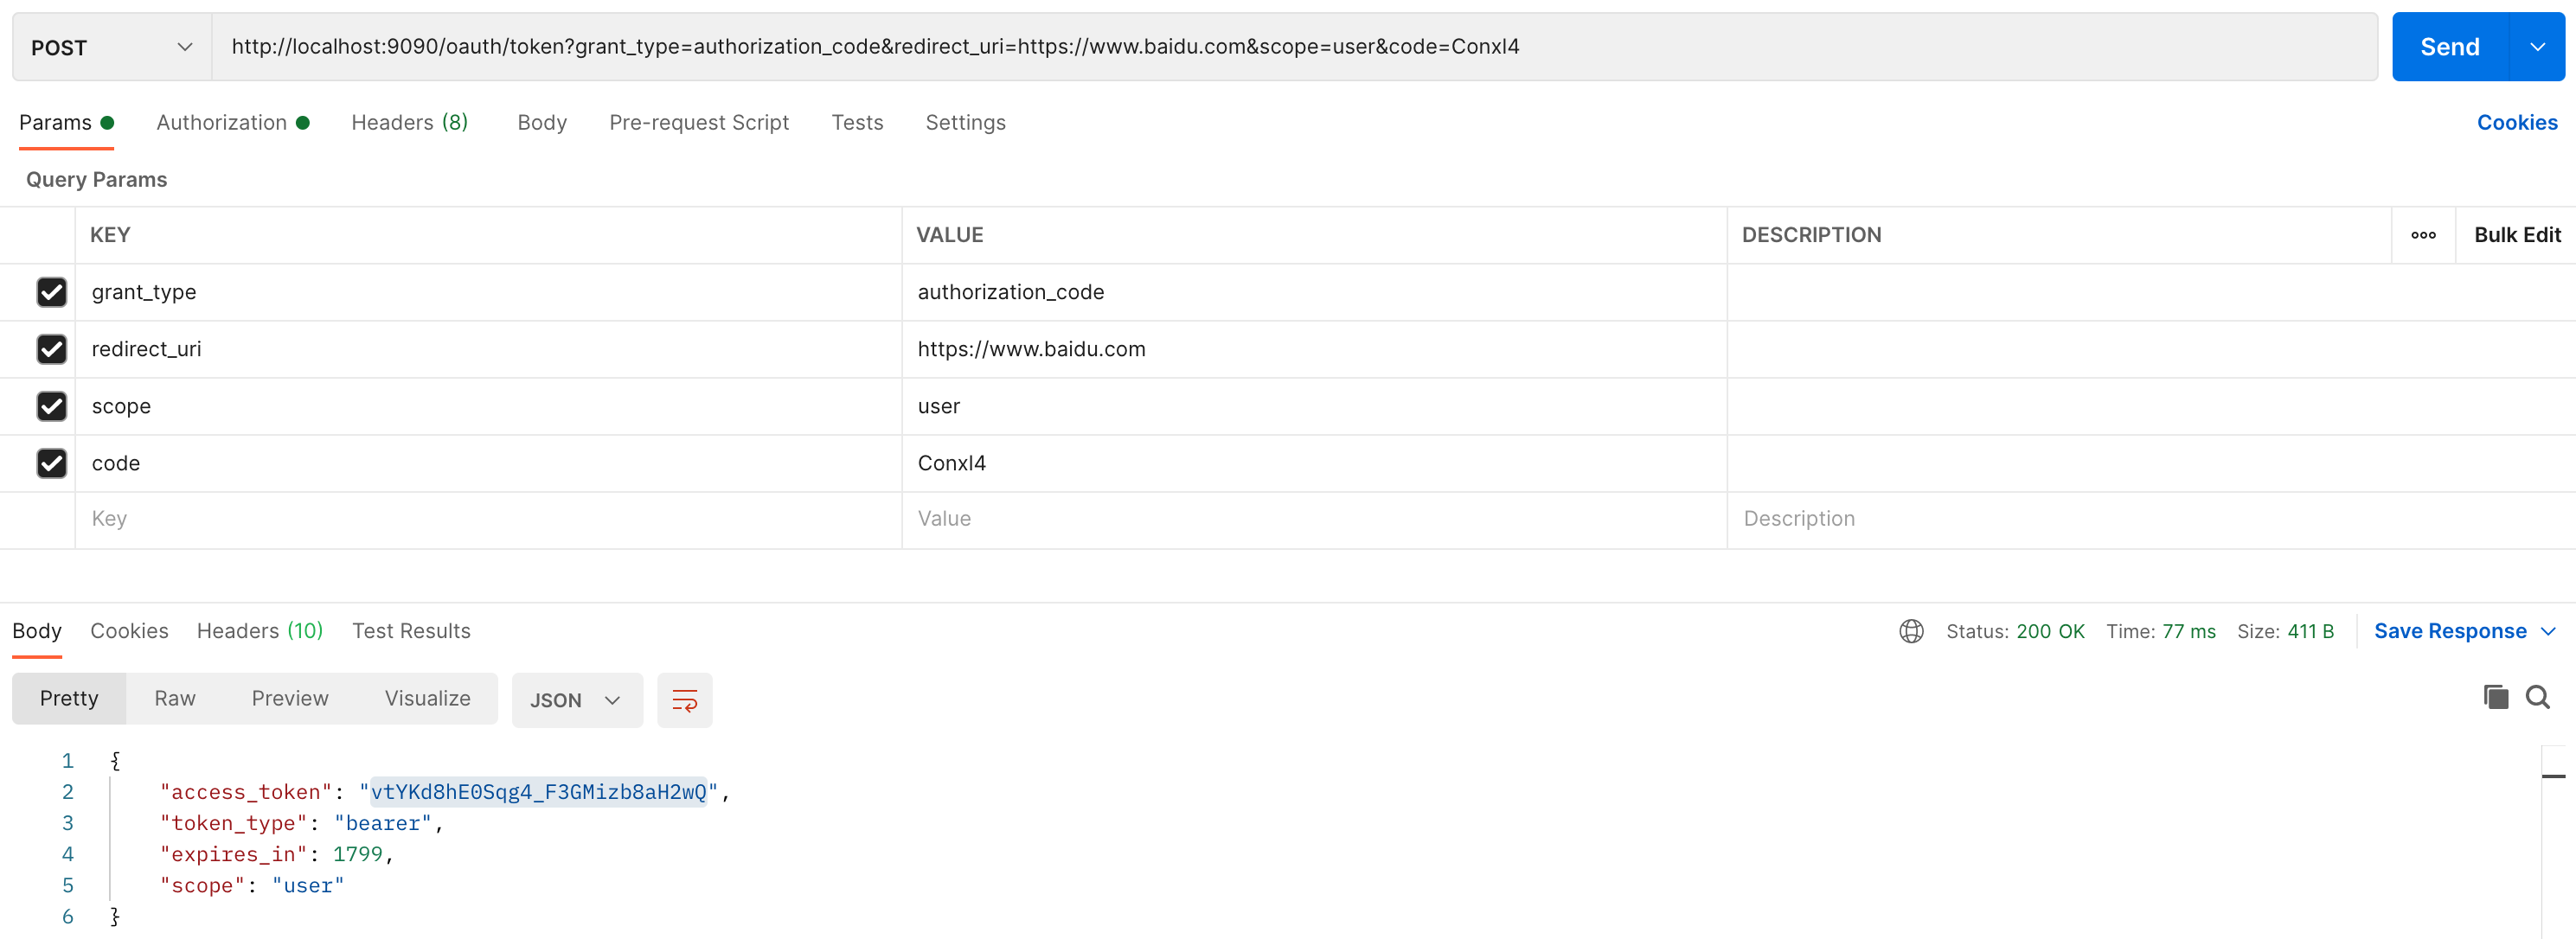 POST http://localhost:9090/oauth/token?grant_type=authorization_code&redirect_uri=https://www.baidu.com&scope=user&code=Conxl4 Send
Params Authorization Headers (8) Body Pre-request Script Tests Settings Cookies
Query Params
KEY VALUE DESCRIPTION ooo Bulk Edit
grant_type authorization_code
redirect_uri https://www.baidu.com
scope user
code Conxl4
Key Value Description
Body Cookies Headers (10) Test Results Status: 200 OK Time: 77 ms Size: 411 B Save Response
Pretty Raw Preview Visualize JSON
1 {
2 "access_token": "vtYKd8hE0Sqg4_F3GMizb8aH2wQ",
3 "token_type": "bearer",
4 "expires_in": 1799,
5 "scope": "user"
6 }